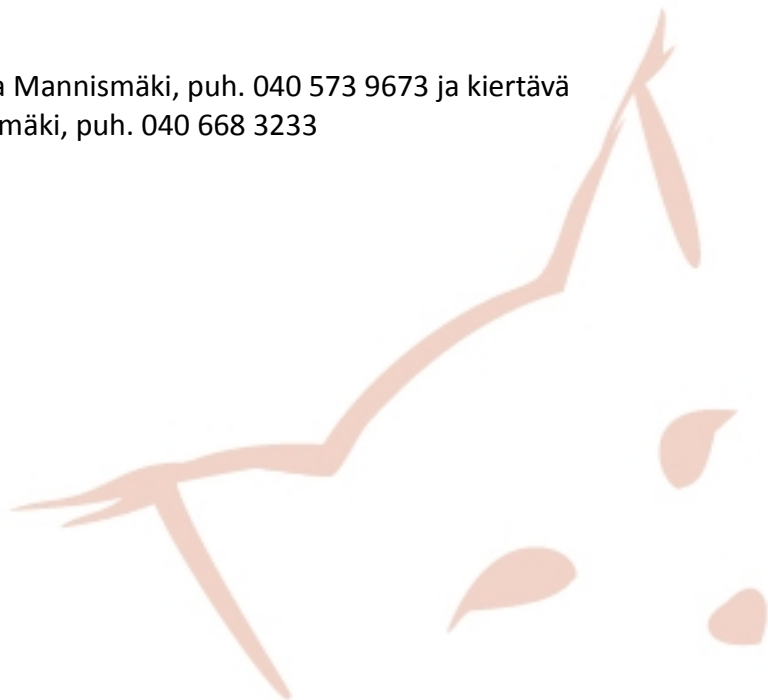 a Mannismäki, puh. 040 573 9673 ja kiertävä
mäki, puh. 040 668 3233